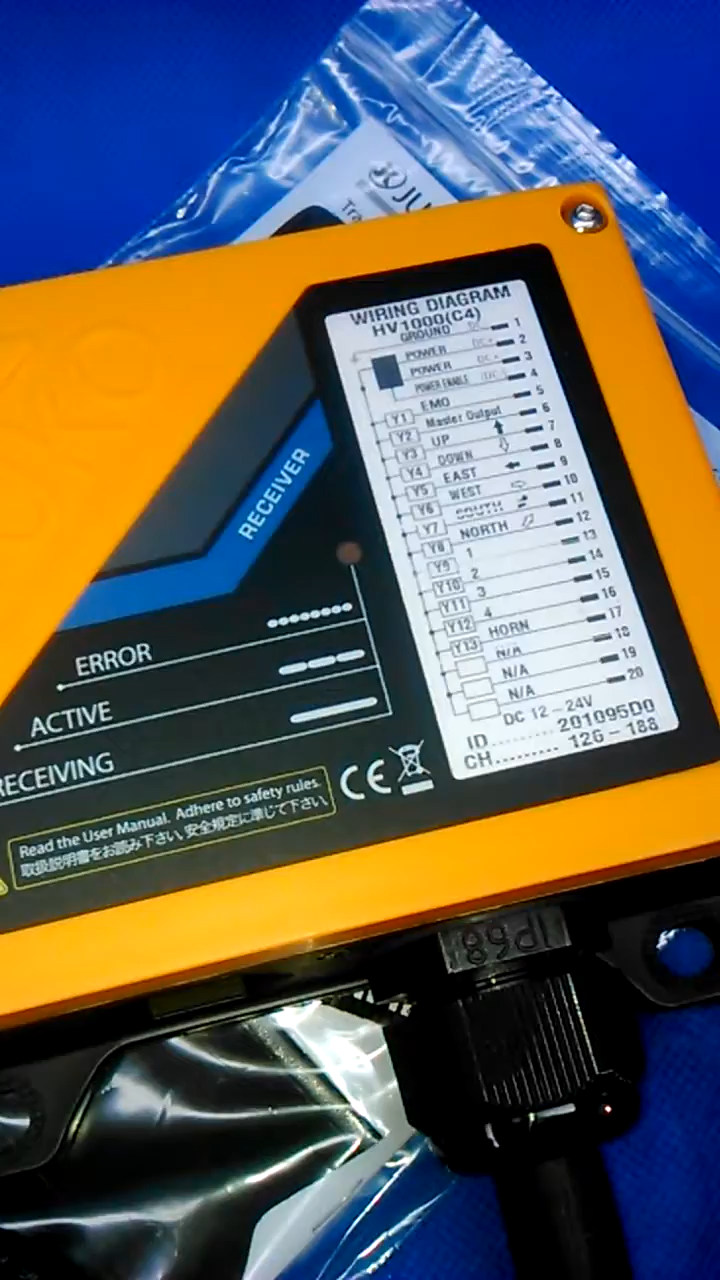 JU
Tra
WIRING DIAGRAM
HV1000(C4)
GROUND DC- 1
POWER DC+ 2
POWER DC+ 3
POWER ENABLE 4
EMO 5
Y1 Master Output 6
Y2 UP 7
Y3 DOWN 8
Y4 EAST 9
Y5 WEST 10
Y6 SOUTH 11
Y7 NORTH 12
Y8 1 13
Y9 2 14
Y10 3 15
Y11 4 16
Y12 HORN 17
Y13 N/A 18
N/A 19
N/A 20
DC 12-24V
ID......... 201095D0
CH......... 126-188
RECEIVER
ERROR
ACTIVE
RECEIVING
CE
Read the User Manual. Adhere to safety rules.
取扱説明書をお読み下さい, 安全規定に準じて下さい.
IP68